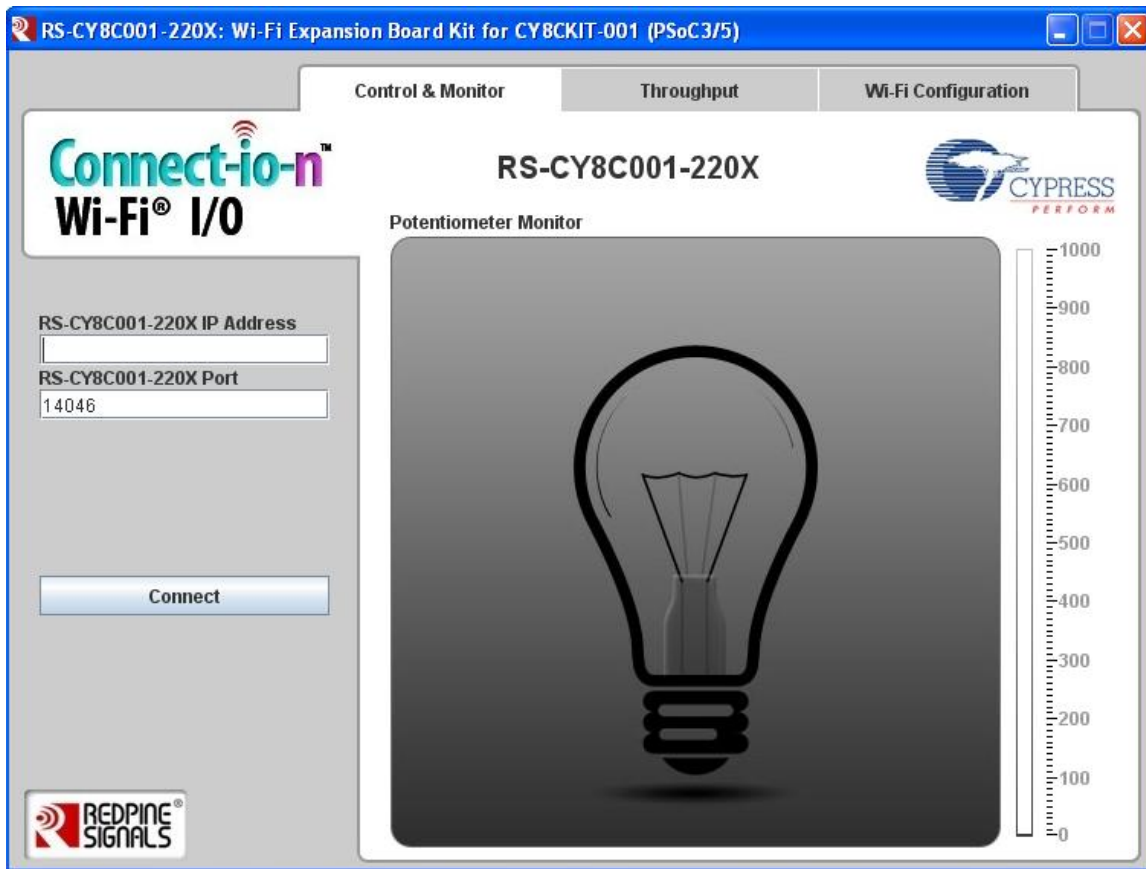 RS-CY8C001-220X: Wi-Fi Expansion Board Kit for CY8CKIT-001 (PSoC3/5)
Control & Monitor
Throughput
Wi-Fi Configuration
Connect-io-n™
Wi-Fi® I/O
RS-CY8C001-220X
CYPRESS
PERFORM
Potentiometer Monitor
RS-CY8C001-220X IP Address
RS-CY8C001-220X Port
14046
Connect
1000
900
800
700
600
500
400
300
200
100
0
REDPINE®
SIGNALS